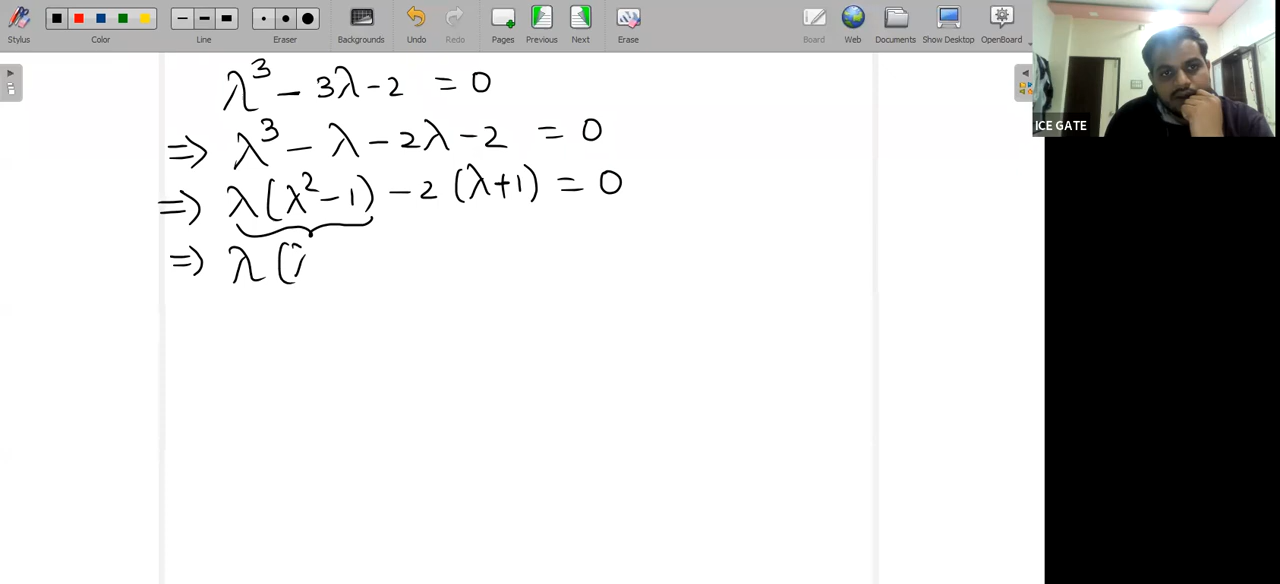 Stylus Color Line Eraser Backgrounds Undo Redo Pages Previous Next Erase Board Web Documents Show Desktop OpenBoard
ICE GATE
λ³ - 3λ - 2 = 0
⇒ λ³ - λ - 2λ - 2 = 0
⇒ λ(λ² - 1) - 2(λ+1) = 0
⇒ λ(